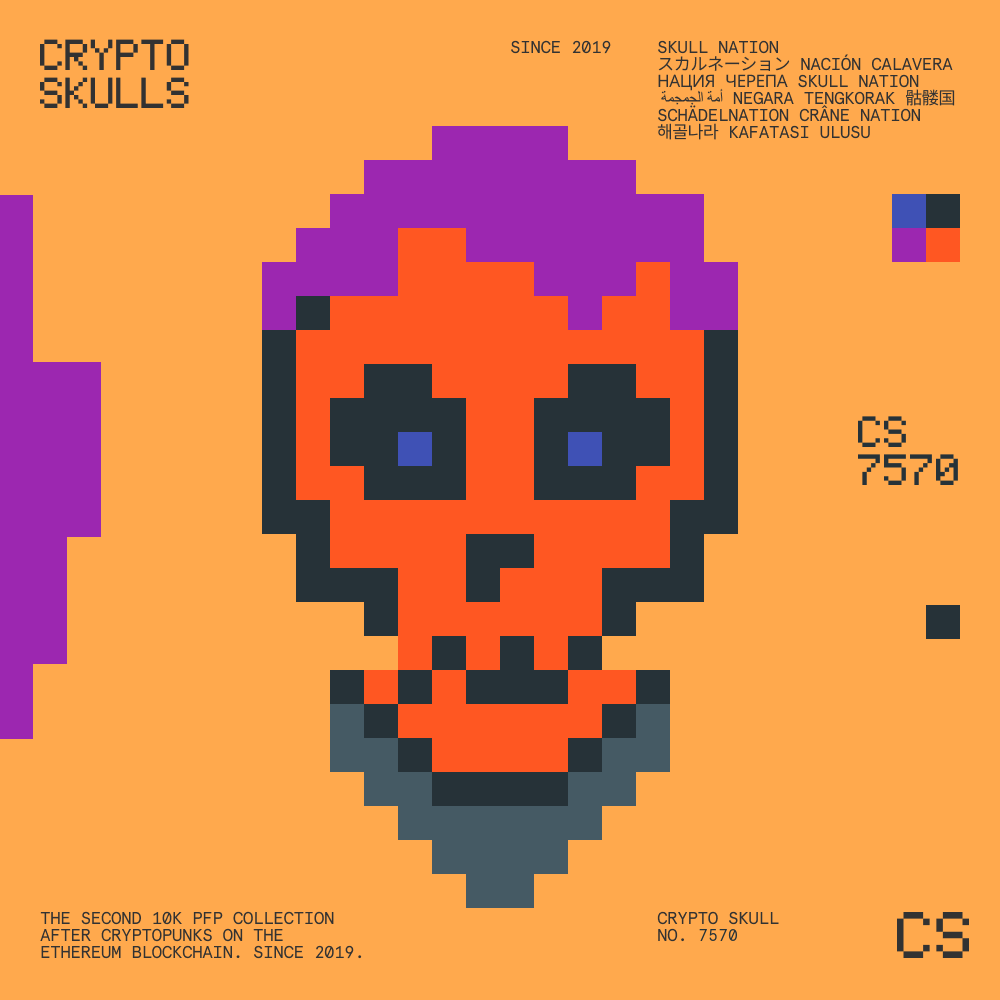 CRYPTO
SKULLS
SINCE 2019
SKULL NATION
スカルネーション NACIÓN CALAVERA
НАЦИЯ ЧЕРЕПА SKULL NATION
أمة الجمجمة NEGARA TENGKORAK 骷髅国
SCHÄDELNATION CRÂNE NATION
해골나라 KAFATASI ULUSU
CS
7570
THE SECOND 10K PFP COLLECTION
AFTER CRYPTOPUNKS ON THE
ETHEREUM BLOCKCHAIN. SINCE 2019.
CRYPTO SKULL
NO. 7570
CS